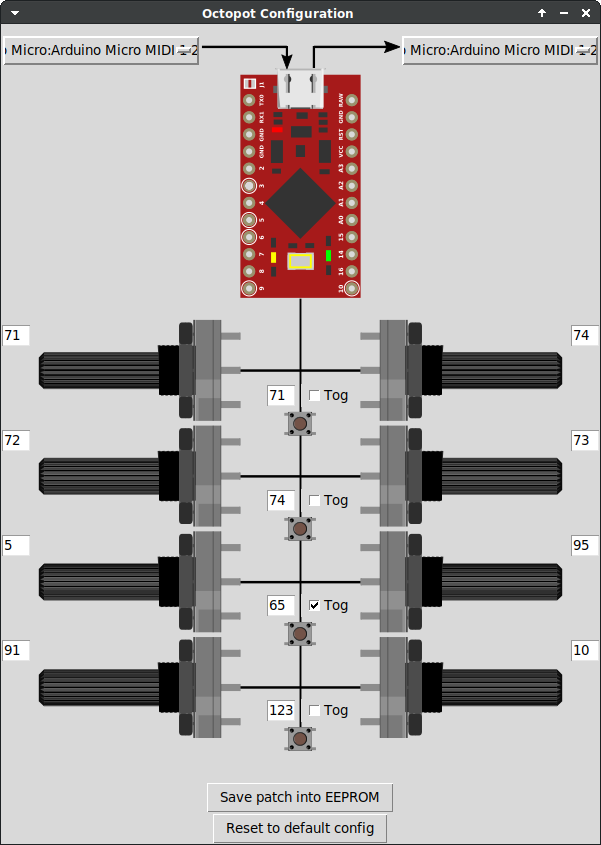 Octopot Configuration
Micro:Arduino Micro MIDI 1 2
Micro:Arduino Micro MIDI 1 2
J1
TX0 RAW
RX1 GND
GND RST
GND VCC
2 A3
3 A2
4 A1
5 A0
6 15
7 14
8 16
9 10
71 74
71 Tog
72 73
74 Tog
5 95
65 Tog
91 10
123 Tog
Save patch into EEPROM
Reset to default config